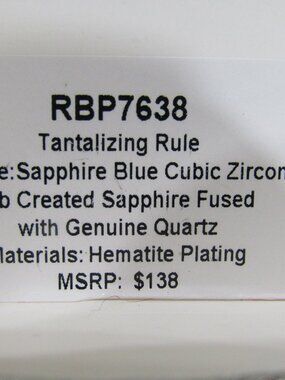 RBP7638
Tantalizing Rule
e: Sapphire Blue Cubic Zircon
b Created Sapphire Fused
with Genuine Quartz
aterials: Hematite Plating
MSRP: $138